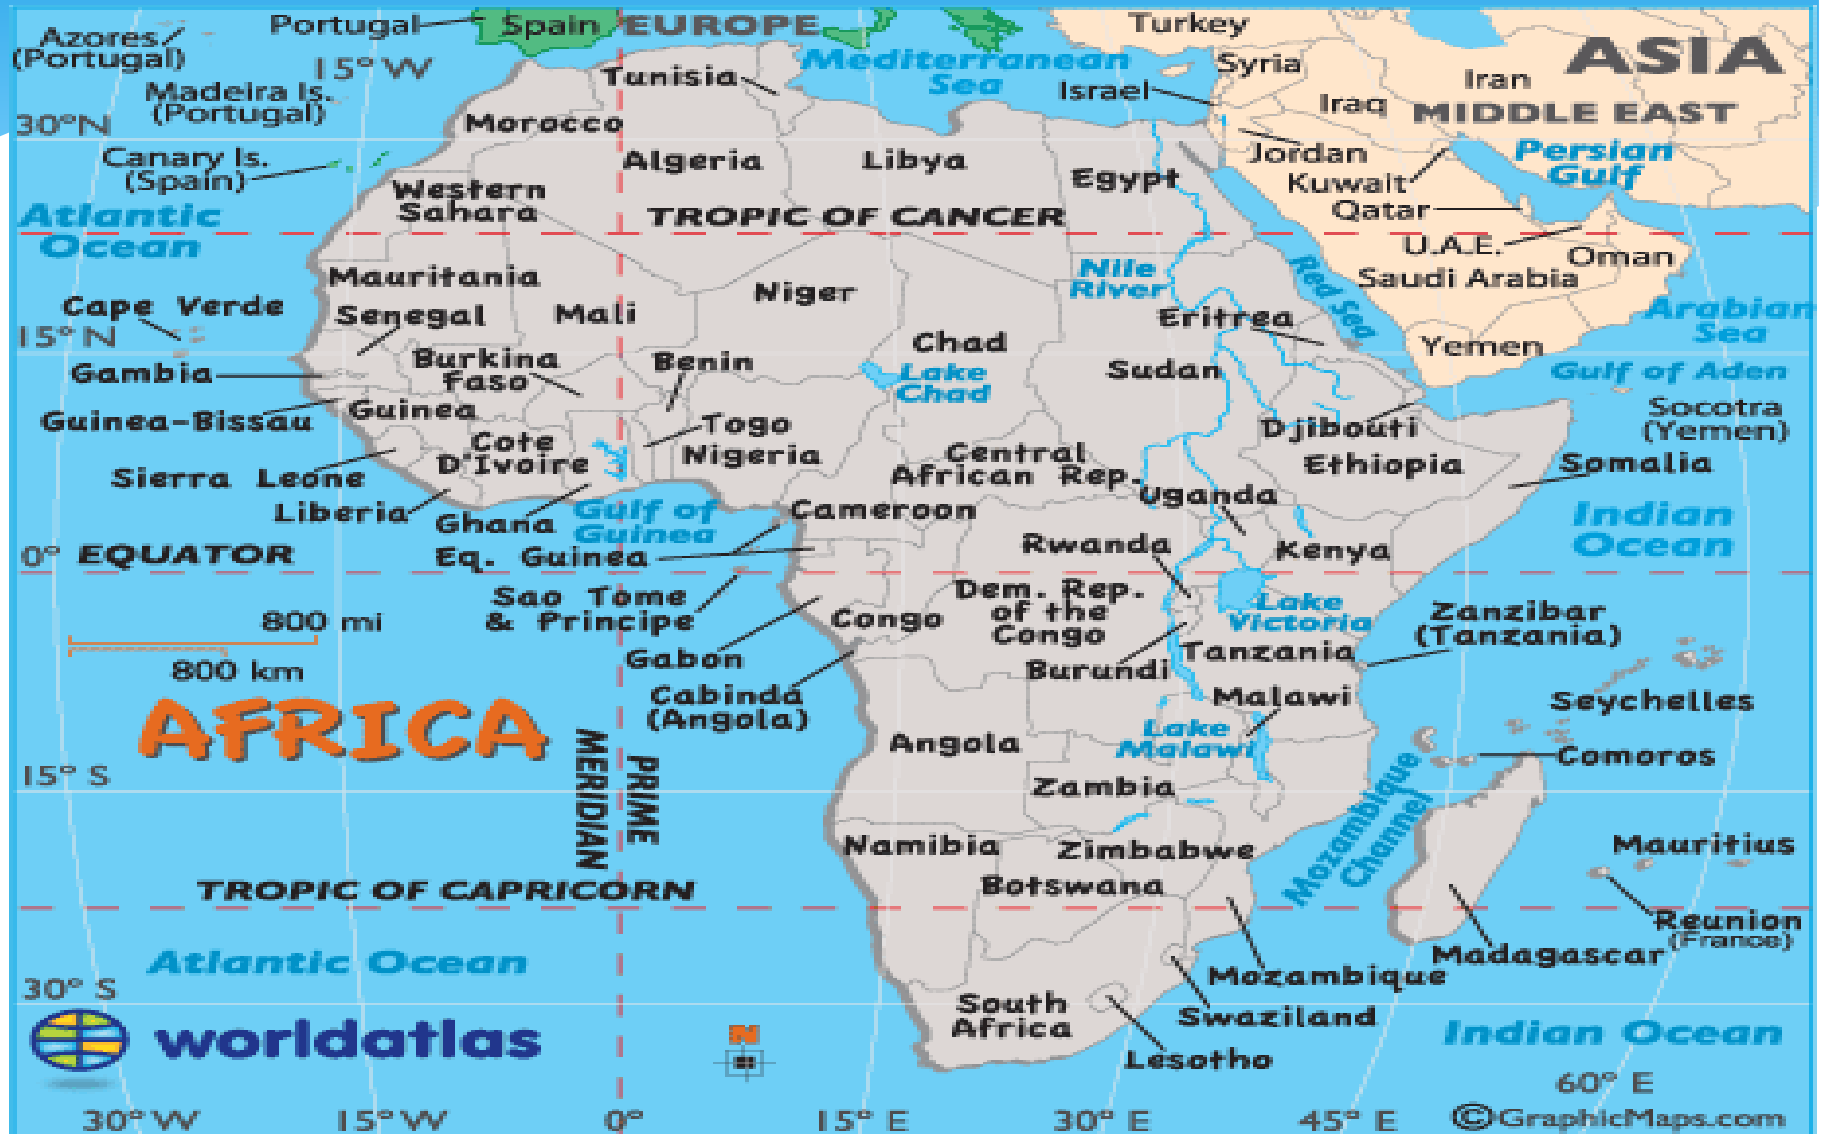 Portugal
Spain
EUROPE
Turkey
ASIA
Azores
(Portugal)
15° W
Tunisia
Mediterranean
Sea
Syria
Israel
Iran
Iraq
MIDDLE EAST
Madeira Is.
(Portugal)
30°N
Morocco
Canary Is.
(Spain)
Algeria
Libya
Egypt
Jordan
Kuwait
Persian
Gulf
Qatar
Western
Sahara
Atlantic
Ocean
TROPIC OF CANCER
U.A.E.
Oman
Saudi Arabia
Mauritania
Niger
Nile
River
Red Sea
Cape Verde
Senegal
Mali
Eritrea
Arabian
Sea
15° N
Chad
Yemen
Burkina
Faso
Benin
Gambia
Lake
Chad
Sudan
Gulf of Aden
Guinea-Bissau
Guinea
Togo
Djibouti
Socotra
(Yemen)
Cote
D'Ivoire
Nigeria
Central
African Rep.
Ethiopia
Somalia
Sierra Leone
Uganda
Liberia
Ghana
Gulf of
Guinea
Cameroon
Indian
Ocean
0°
EQUATOR
Eq. Guinea
Rwanda
Kenya
Sao Tome
& Principe
Dem. Rep.
of the
Congo
Lake
Victoria
Zanzibar
(Tanzania)
800 mi
Congo
800 km
Gabon
Burundi
Tanzania
Cabinda
(Angola)
Malawi
Seychelles
AFRICA
Angola
Lake
Malawi
Comoros
MERIDIAN
PRIME
15° S
Zambia
Mozambique
Channel
Namibia
Zimbabwe
Mauritius
TROPIC OF CAPRICORN
Botswana
Reunion
(France)
Madagascar
Atlantic Ocean
Mozambique
30° S
South
Africa
Swaziland
worldatlas
N
Lesotho
Indian Ocean
60° E
30° W
15° W
0°
15° E
30° E
45° E
©GraphicMaps.com